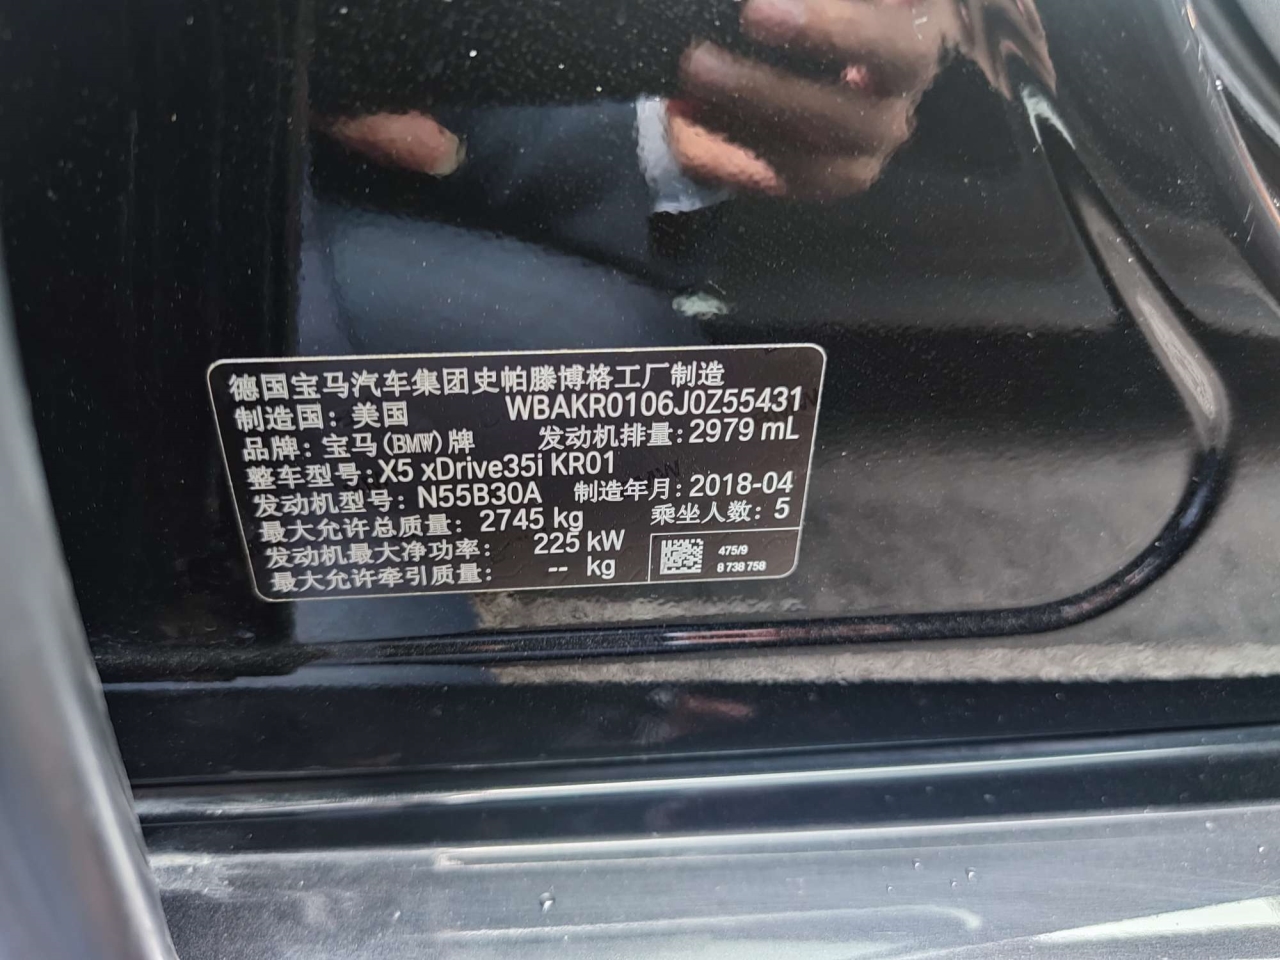 德国宝马汽车集团史帕滕博格工厂制造
制造国: 美国 WBAKR0106J0Z55431
品牌: 宝马(BMW)牌 发动机排量: 2979 mL
整车型号: X5 xDrive35i KR01
发动机型号: N55B30A 制造年月: 2018-04
最大允许总质量: 2745 kg 乘坐人数: 5
发动机最大净功率: 225 kW
最大允许牵引质量: -- kg
475/9
8 738 758